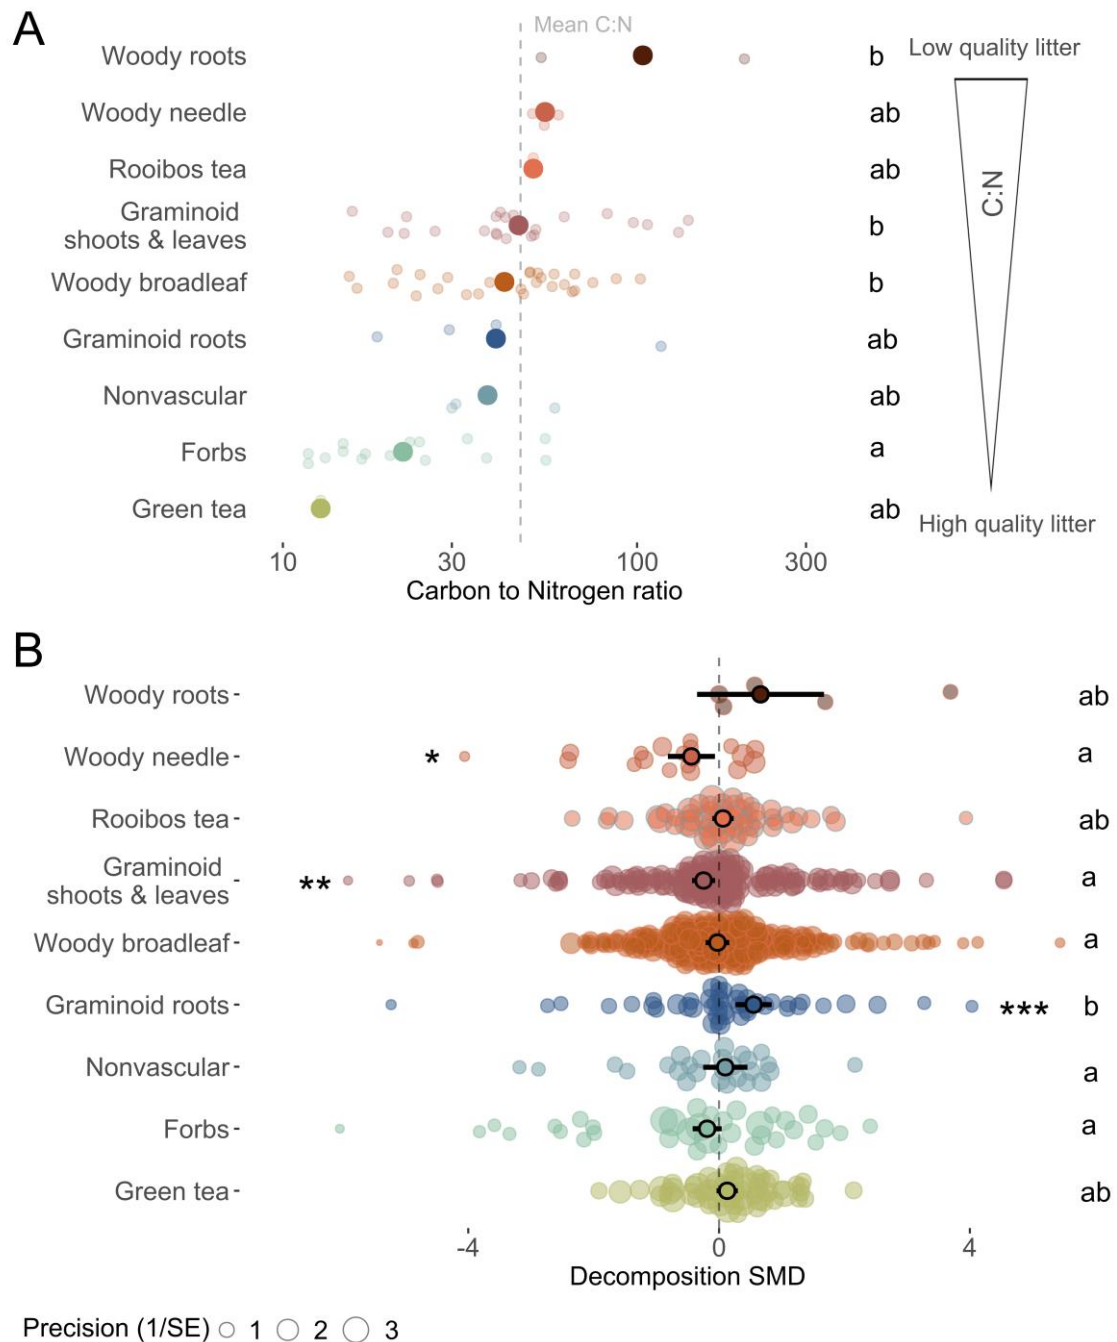 A
Mean C:N
Woody roots b Low quality litter
Woody needle ab
Rooibos tea ab
Graminoid
shoots & leaves b
C:N
Woody broadleaf b
Graminoid roots ab
Nonvascular ab
Forbs a
Green tea ab High quality litter
10 30 100 300
Carbon to Nitrogen ratio
B
Woody roots ab
Woody needle * a
Rooibos tea ab
Graminoid
shoots & leaves ** a
Woody broadleaf a
Graminoid roots *** b
Nonvascular a
Forbs a
Green tea ab
-4 0 4
Decomposition SMD
Precision (1/SE) 1 2 3